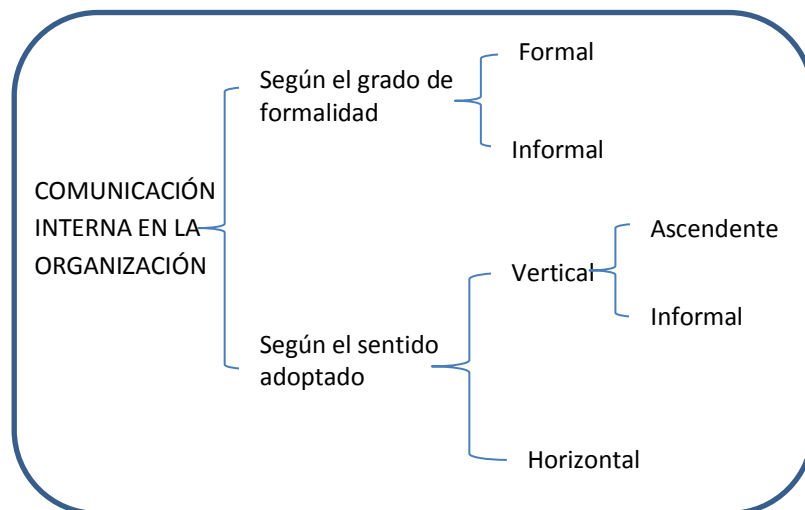 COMUNICACIÓN
INTERNA EN LA
ORGANIZACIÓN
Según el grado de
formalidad
Formal
Informal
Según el sentido
adoptado
Vertical
Ascendente
Informal
Horizontal